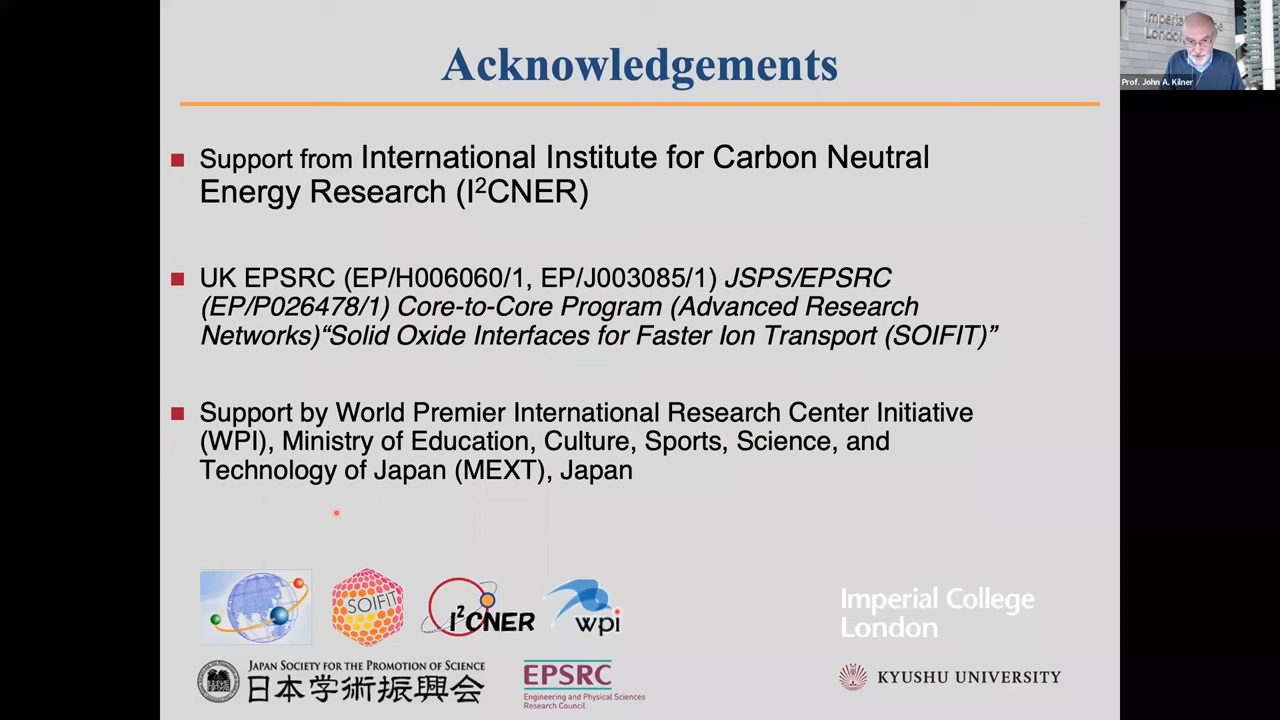 Acknowledgements
Imperial College
London
Prof. John A. Kilner
Support from International Institute for Carbon Neutral
Energy Research (I²CNER)
UK EPSRC (EP/H006060/1, EP/J003085/1) JSPS/EPSRC
(EP/P026478/1) Core-to-Core Program (Advanced Research
Networks)“Solid Oxide Interfaces for Faster Ion Transport (SOIFIT)”
Support by World Premier International Research Center Initiative
(WPI), Ministry of Education, Culture, Sports, Science, and
Technology of Japan (MEXT), Japan
SOIFIT
I²CNER
wpi
Imperial College
London
JAPAN SOCIETY FOR THE PROMOTION OF SCIENCE
日本学術振興会
EPSRC
Engineering and Physical Sciences
Research Council
KYUSHU UNIVERSITY